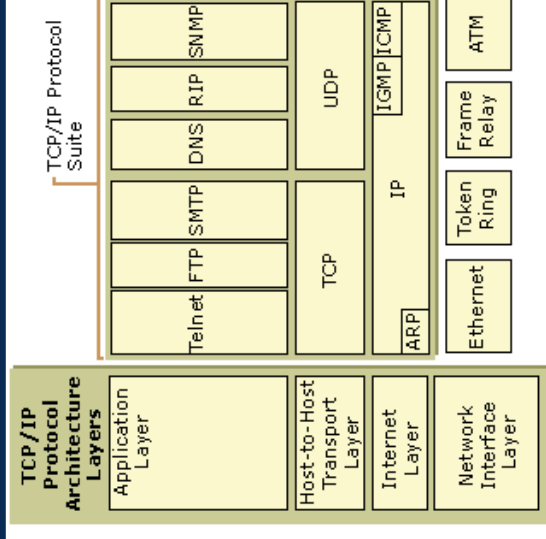 TCP/IP
Protocol
Architecture
Layers
TCP/IP Protocol
Suite
Application
Layer
Telnet
FTP
SMTP
DNS
RIP
SNMP
Host-to-Host
Transport
Layer
TCP
UDP
Internet
Layer
ARP
IP
IGMP
ICMP
Network
Interface
Layer
Ethernet
Token
Ring
Frame
Relay
ATM